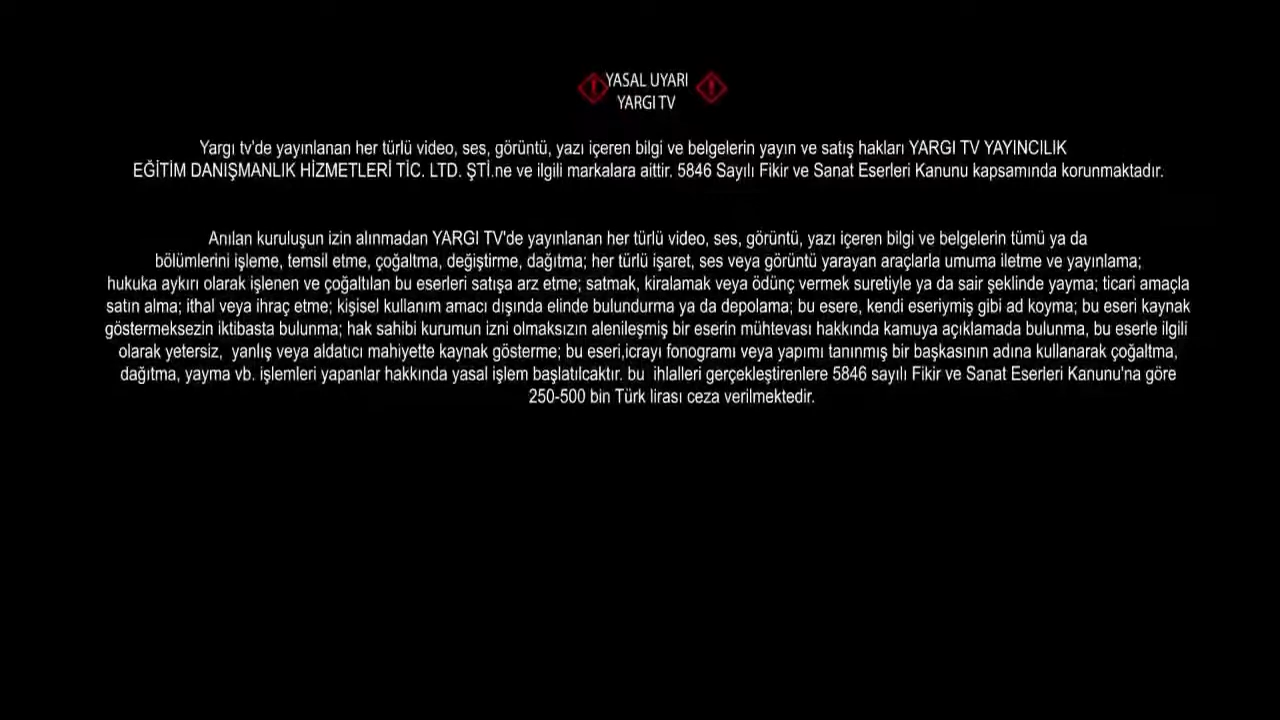 YASAL UYARI
YARGI TV
Yargı tv'de yayınlanan her türlü video, ses, görüntü, yazı içeren bilgi ve belgelerin yayın ve satış hakları YARGI TV YAYINCILIK
EĞİTİM DANIŞMANLIK HİZMETLERİ TİC. LTD. ŞTİ.ne ve ilgili markalara aittir. 5846 Sayılı Fikir ve Sanat Eserleri Kanunu kapsamında korunmaktadır.
Anılan kuruluşun izin alınmadan YARGI TV'de yayınlanan her türlü video, ses, görüntü, yazı içeren bilgi ve belgelerin tümü ya da
bölümlerini işleme, temsil etme, çoğaltma, değiştirme, dağıtma; her türlü işaret, ses veya görüntü yarayan araçlarla umuma iletme ve yayınlama;
hukuka aykırı olarak işlenen ve çoğaltılan bu eserleri satışa arz etme; satmak, kiralamak veya ödünç vermek suretiyle ya da sair şeklinde yayma; ticari amaçla
satın alma; ithal veya ihraç etme; kişisel kullanım amacı dışında elinde bulundurma ya da depolama; bu esere, kendi eseriymiş gibi ad koyma; bu eseri kaynak
göstermeksezin iktibasta bulunma; hak sahibi kurumun izni olmaksızın alenileşmiş bir eserin mühtevası hakkında kamuya açıklamada bulunma, bu eserle ilgili
olarak yetersiz,  yanlış veya aldatıcı mahiyette kaynak gösterme; bu eseri,icrayı fonogramı veya yapımı tanınmış bir başkasının adına kullanarak çoğaltma,
dağıtma, yayma vb. işlemleri yapanlar hakkında yasal işlem başlatılcaktır. bu  ihlalleri gerçekleştirenlere 5846 sayılı Fikir ve Sanat Eserleri Kanunu'na göre
250-500 bin Türk lirası ceza verilmektedir.